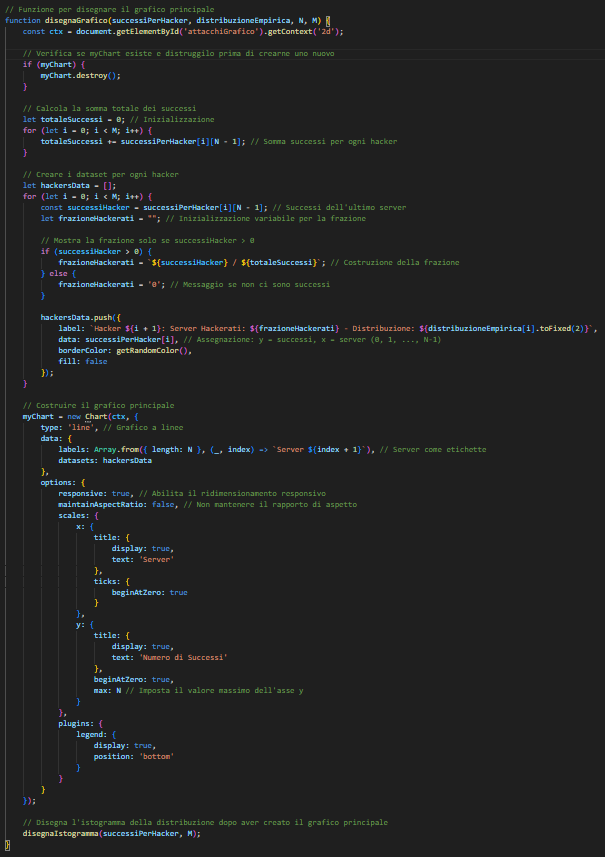 // Funzione per disegnare il grafico principale
function disegnaGrafico(successiPerHacker, distribuzioneEmpirica, N, M) {
    const ctx = document.getElementById('attacchiGrafico').getContext('2d');

    // Verifica se myChart esiste e distruggilo prima di crearne uno nuovo
    if (myChart) {
        myChart.destroy();
    }

    // Calcola la somma totale dei successi
    let totaleSuccessi = 0; // Inizializzazione
    for (let i = 0; i < M; i++) {
        totaleSuccessi += successiPerHacker[i][N - 1]; // Somma successi per ogni hacker
    }

    // Creare i dataset per ogni hacker
    let hackersData = [];
    for (let i = 0; i < M; i++) {
        const successiHacker = successiPerHacker[i][N - 1]; // Successi dell'ultimo server
        let frazioneHackerati = ""; // Inizializzazione variabile per la frazione

        // Mostra la frazione solo se successiHacker > 0
        if (successiHacker > 0) {
            frazioneHackerati = `${successiHacker} / ${totaleSuccessi}`; // Costruzione della frazione
        } else {
            frazioneHackerati = '0'; // Messaggio se non ci sono successi
        }

        hackersData.push({
            label: `Hacker ${i + 1}: Server Hackerati: ${frazioneHackerati} - Distribuzione: ${distribuzioneEmpirica[i].toFixed(2)}`,
            data: successiPerHacker[i], // Assegnazione: y = successi, x = server (0, 1, ..., N-1)
            borderColor: getRandomColor(),
            fill: false
        });
    }

    // Costruire il grafico principale
    myChart = new Chart(ctx, {
        type: 'line', // Grafico a linee
        data: {
            labels: Array.from({ length: N }, (_, index) => `Server ${index + 1}`), // Server come etichette
            datasets: hackersData
        },
        options: {
            responsive: true, // Abilita il ridimensionamento responsivo
            maintainAspectRatio: false, // Non mantenere il rapporto di aspetto
            scales: {
                x: {
                    title: {
                        display: true,
                        text: 'Server'
                    },
                    ticks: {
                        beginAtZero: true
                    }
                },
                y: {
                    title: {
                        display: true,
                        text: 'Numero di Successi'
                    },
                    beginAtZero: true,
                    max: N // Imposta il valore massimo dell'asse y
                }
            },
            plugins: {
                legend: {
                    display: true,
                    position: 'bottom'
                }
            }
        }
    });

    // Disegna l'istogramma della distribuzione dopo aver creato il grafico principale
    disegnaIstogramma(successiPerHacker, M);
}